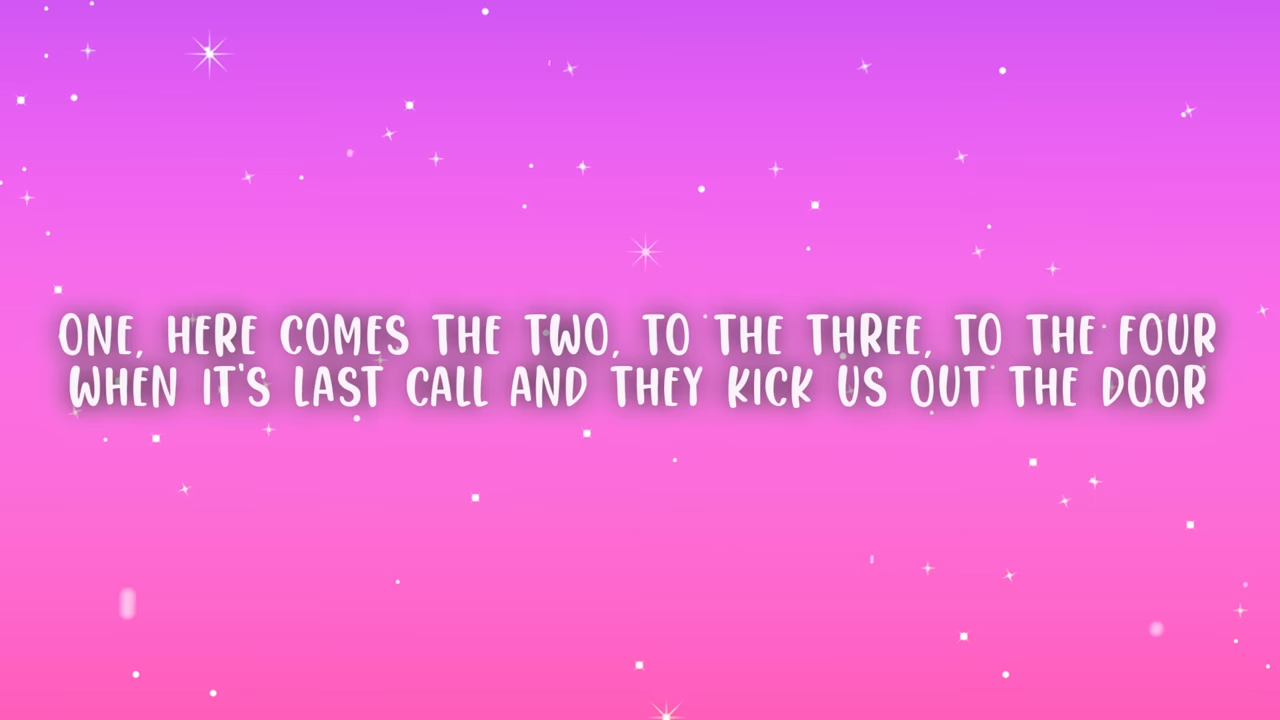 ONE, HERE COMES THE TWO, TO THE THREE, TO THE FOUR
WHEN IT'S LAST CALL AND THEY KICK US OUT THE DOOR